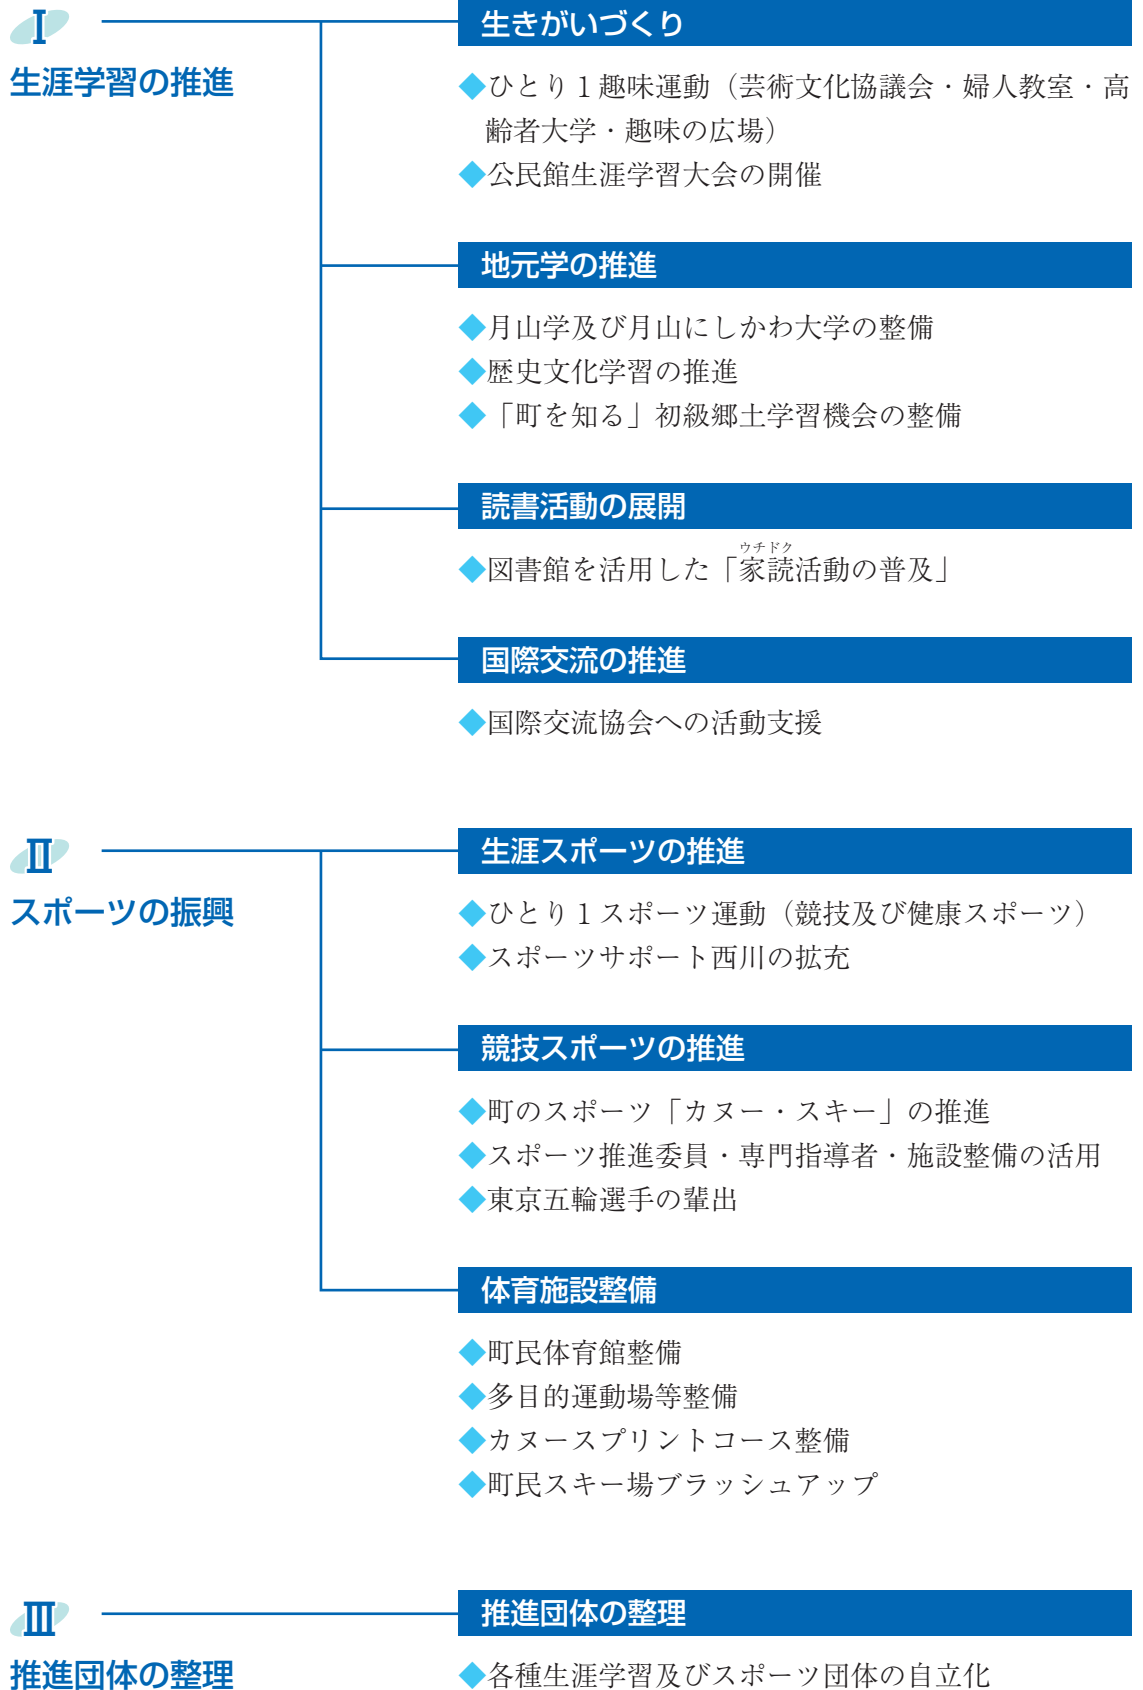 Ⅰ
生涯学習の推進
生きがいづくり
◆ひとり１趣味運動（芸術文化協議会・婦人教室・高
齢者大学・趣味の広場）
◆公民館生涯学習大会の開催
地元学の推進
◆月山学及び月山にしかわ大学の整備
◆歴史文化学習の推進
◆「町を知る」初級郷土学習機会の整備
読書活動の展開
ウチドク
◆図書館を活用した「家読活動の普及」
国際交流の推進
◆国際交流協会への活動支援
Ⅱ
スポーツの振興
生涯スポーツの推進
◆ひとり１スポーツ運動（競技及び健康スポーツ）
◆スポーツサポート西川の拡充
競技スポーツの推進
◆町のスポーツ「カヌー・スキー」の推進
◆スポーツ推進委員・専門指導者・施設整備の活用
◆東京五輪選手の輩出
体育施設整備
◆町民体育館整備
◆多目的運動場等整備
◆カヌースプリントコース整備
◆町民スキー場ブラッシュアップ
Ⅲ
推進団体の整理
推進団体の整理
◆各種生涯学習及びスポーツ団体の自立化